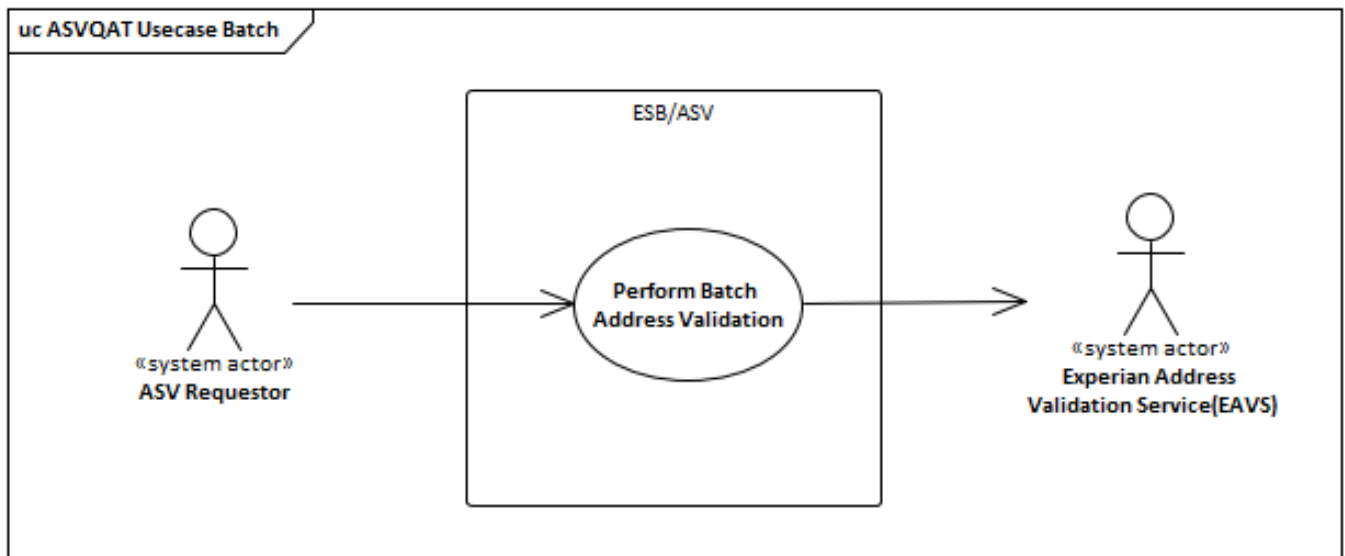 uc ASVQAT Usecase Batch
ESB/ASV
Perform Batch
Address Validation
«system actor»
ASV Requestor
«system actor»
Experian Address
Validation Service(EAVS)